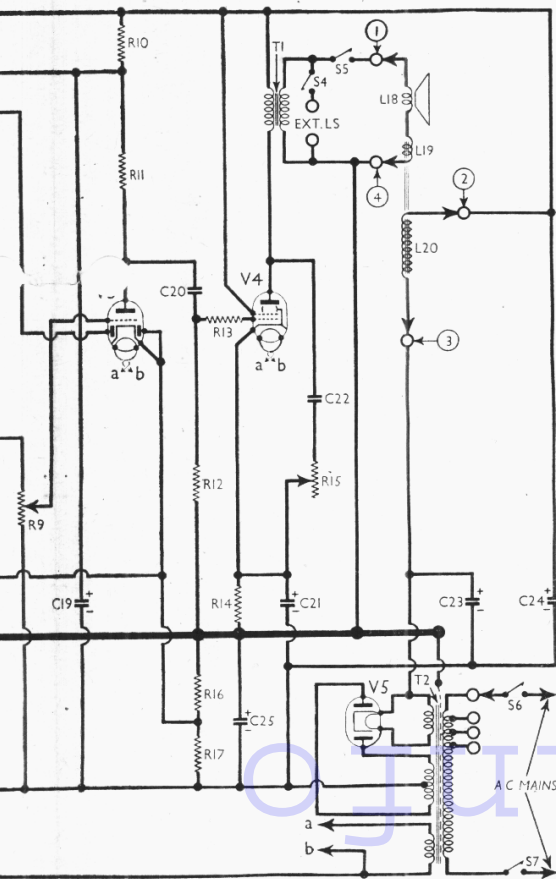 R10
T1
1
S5
S4
L18
EXT. LS
L19
4
2
R11
L20
C20
V4
R13
a b
a b
3
C22
R12
R15
R9
C19
R14
C21
C23
C24
V5
T2
R16
S6
C25
R17
A C MAINS
a
b
S7